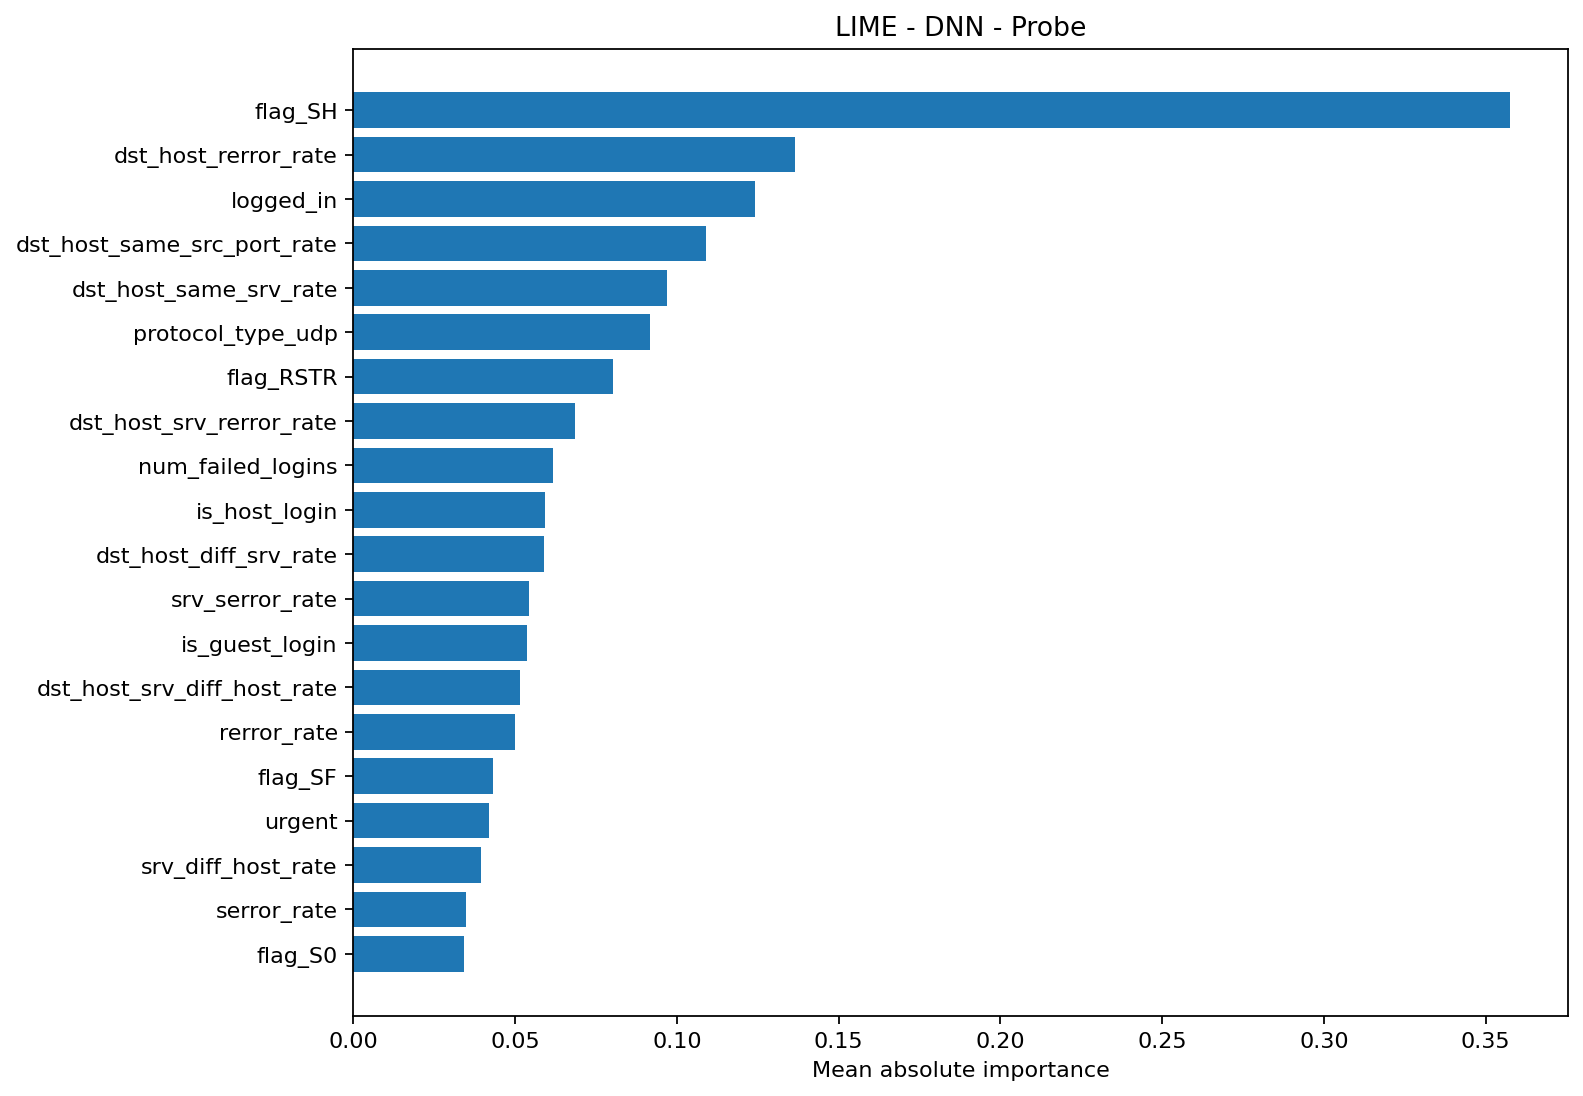 LIME - DNN - Probe
flag_SH
dst_host_rerror_rate
logged_in
dst_host_same_src_port_rate
dst_host_same_srv_rate
protocol_type_udp
flag_RSTR
dst_host_srv_rerror_rate
num_failed_logins
is_host_login
dst_host_diff_srv_rate
srv_serror_rate
is_guest_login
dst_host_srv_diff_host_rate
rerror_rate
flag_SF
urgent
srv_diff_host_rate
serror_rate
flag_S0
0.00 0.05 0.10 0.15 0.20 0.25 0.30 0.35
Mean absolute importance